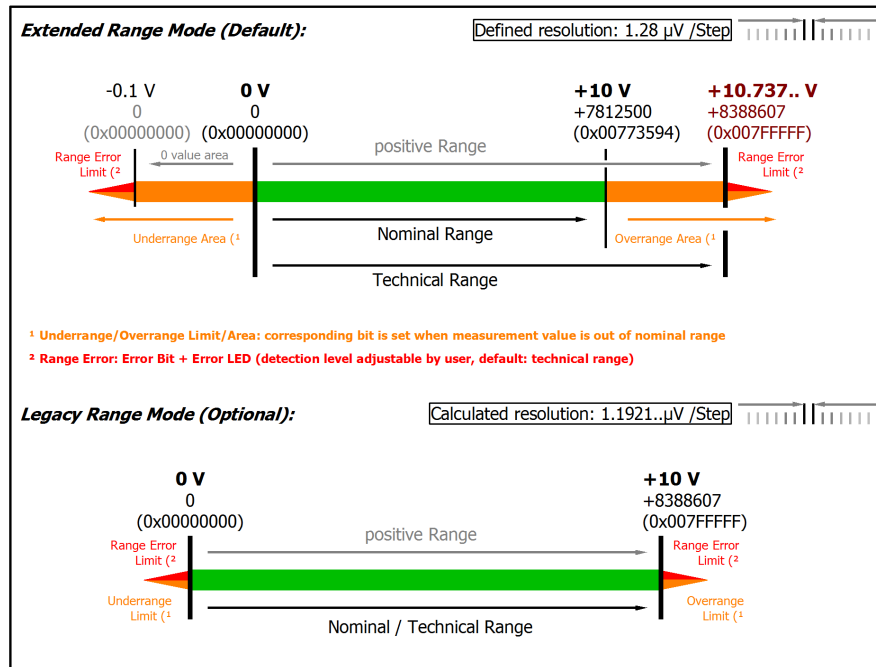 Extended Range Mode (Default):
Defined resolution: 1.28 µV /Step
-0.1 V
0
(0x00000000)
0 V
0
(0x00000000)
+10 V
+7812500
(0x00773594)
+10.737.. V
+8388607
(0x007FFFFF)
Range Error
Limit (²
0 value area
positive Range
Range Error
Limit (²
Underrange Area (¹
Nominal Range
Overrange Area (¹
Technical Range
¹ Underrange/Overrange Limit/Area: corresponding bit is set when measurement value is out of nominal range
² Range Error: Error Bit + Error LED (detection level adjustable by user, default: technical range)
Legacy Range Mode (Optional):
Calculated resolution: 1.1921..µV /Step
0 V
0
(0x00000000)
+10 V
+8388607
(0x007FFFFF)
Range Error
Limit (²
positive Range
Range Error
Limit (²
Underrange
Limit (¹
Nominal / Technical Range
Overrange
Limit (¹